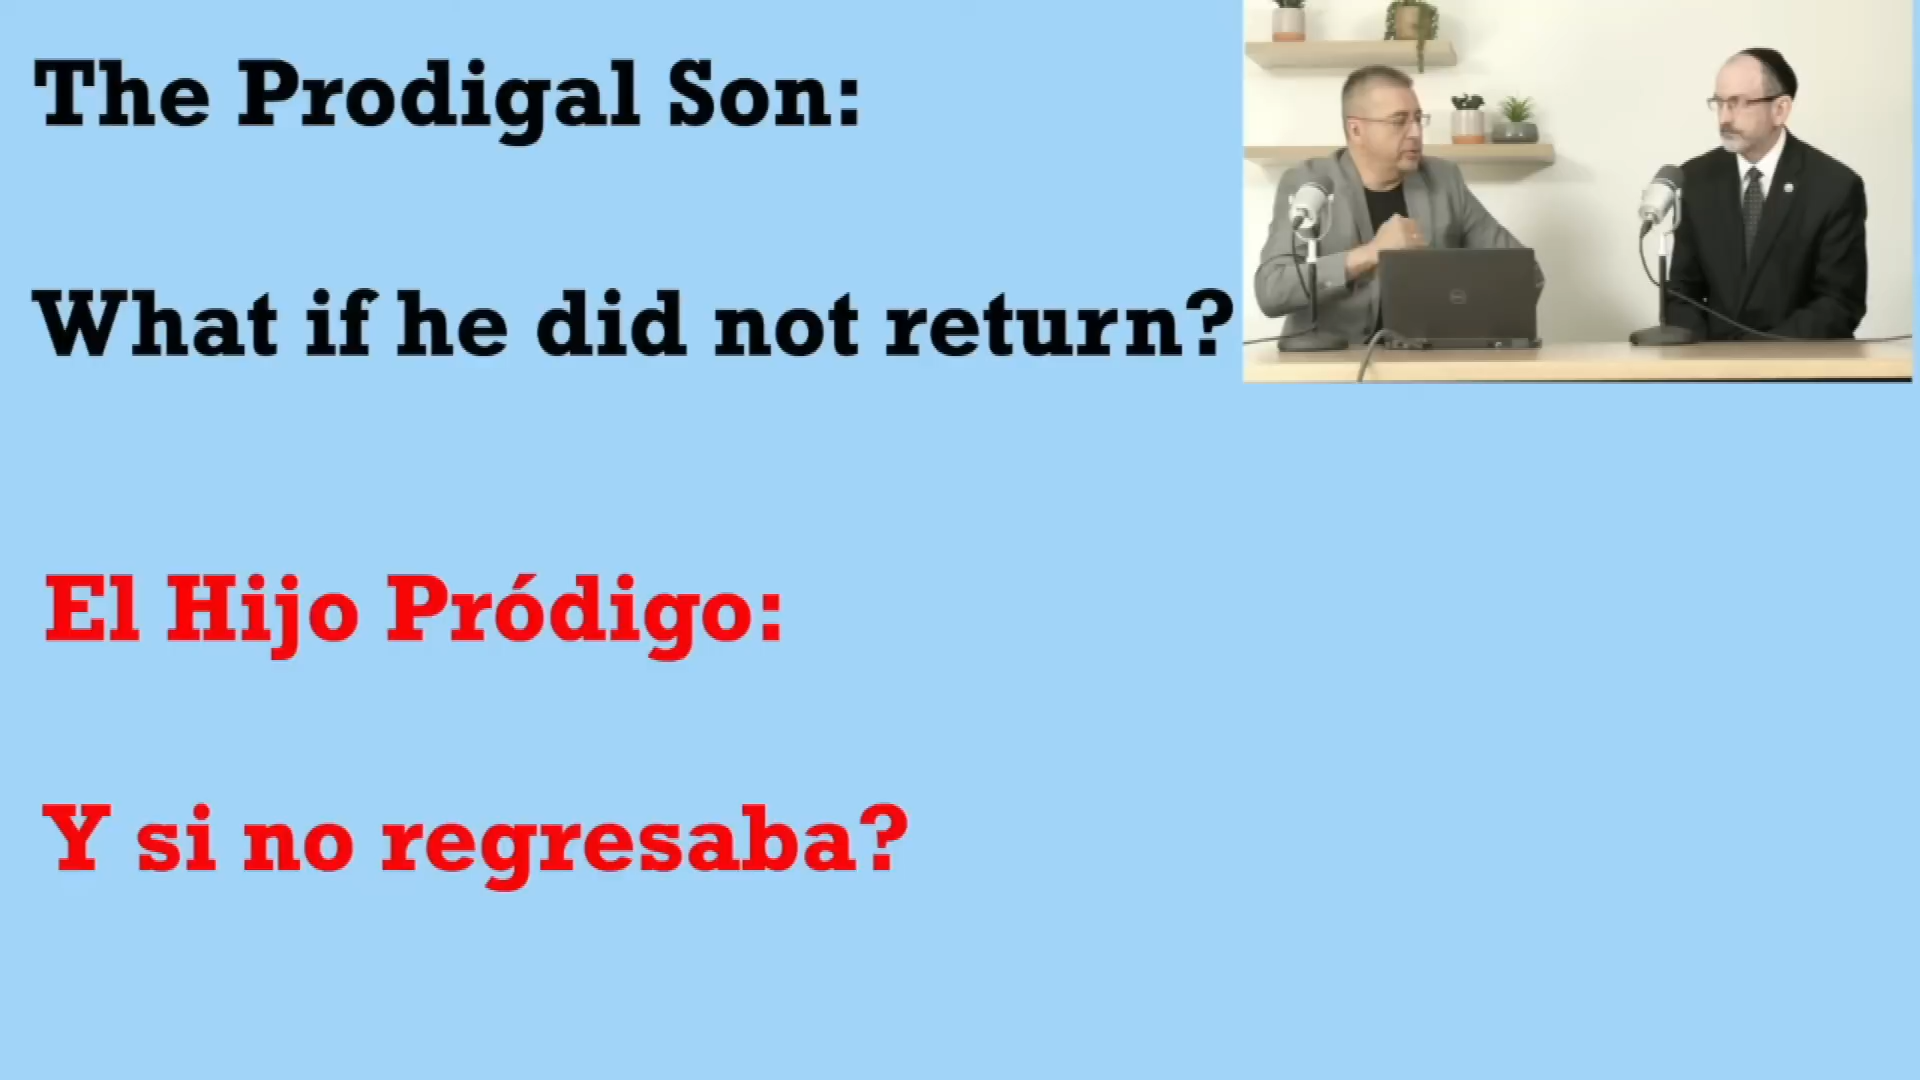 The Prodigal Son:
What if he did not return?
El Hijo Pródigo:
Y si no regresaba?